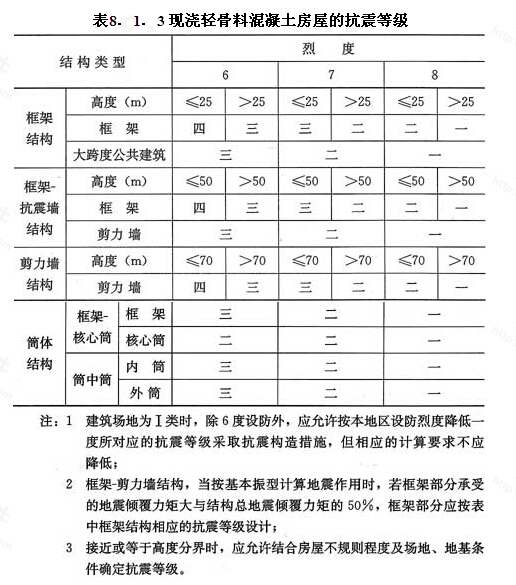 表8．1．3 现浇轻骨料混凝土房屋的抗震等级
结构类型 烈 度
6 7 8
框架结构 高度（m） ≤25 >25 ≤25 >25 ≤25 >25
框 架 四 三 三 二 二 一
大跨度公共建筑 三 二 一
框架-抗震墙结构 高度（m） ≤50 >50 ≤50 >50 ≤50 >50
框 架 四 三 三 二 二 一
剪力墙 三 二 一
剪力墙结构 高度（m） ≤70 >70 ≤70 >70 ≤70 >70
剪力墙 四 三 三 二 二 一
筒体结构 框架-核心筒 框 架 三 二 一
核心筒 二 二 一
筒中筒 内 筒 三 二 一
外 筒 三 二 一
注：1 建筑场地为Ⅰ类时，除6度设防外，应允许按本地区设防烈度降低一
度所对应的抗震等级采取抗震构造措施，但相应的计算要求不应
降低；
2 框架-剪力墙结构，当按基本振型计算地震作用时，若框架部分承受
的地震倾覆力矩大与结构总地震倾覆力矩的50%，框架部分应按表
中框架结构相应的抗震等级设计；
3 接近或等于高度分界时，应允许结合房屋不规则程度及场地、地基条
件确定抗震等级。